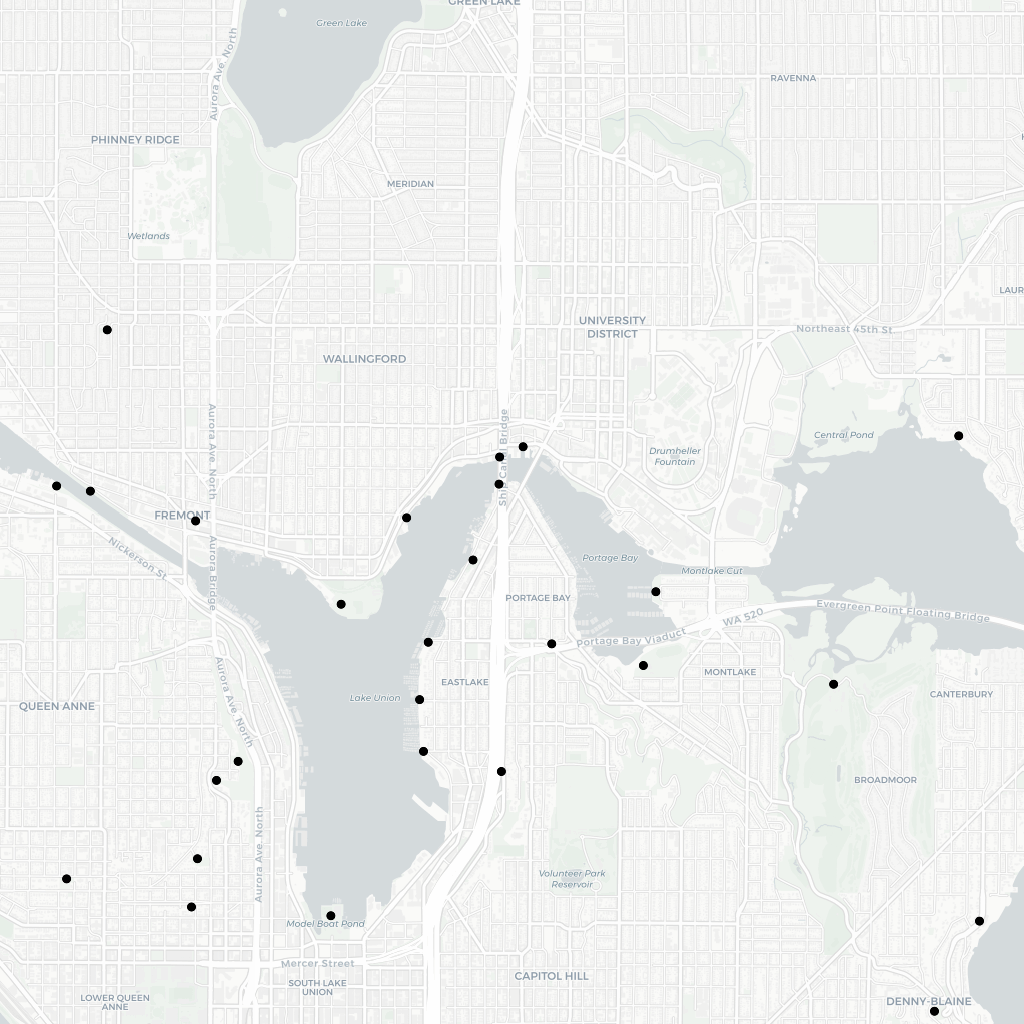 GREEN LAKE
Green Lake
Aurora Ave. North
RAVENNA
PHINNEY RIDGE
MERIDIAN
Wetlands
LAUR
UNIVERSITY
DISTRICT
Northeast 45th St.
WALLINGFORD
Aurora Ave. North
Ship Canal Bridge
Central Pond
Drumheller
Fountain
FREMONT
Nickerson St.
Aurora Bridge
Portage Bay
Montlake Cut
PORTAGE BAY
Evergreen Point Floating Bridge
WA 520
Portage Bay Viaduct
MONTLAKE
EASTLAKE
CANTERBURY
Lake Union
Aurora Ave. North
QUEEN ANNE
BROADMOOR
Aurora Ave. North
Volunteer Park
Reservoir
Model Boat Pond
Mercer Street
CAPITOL HILL
SOUTH LAKE
UNION
LOWER QUEEN
ANNE
DENNY-BLAINE